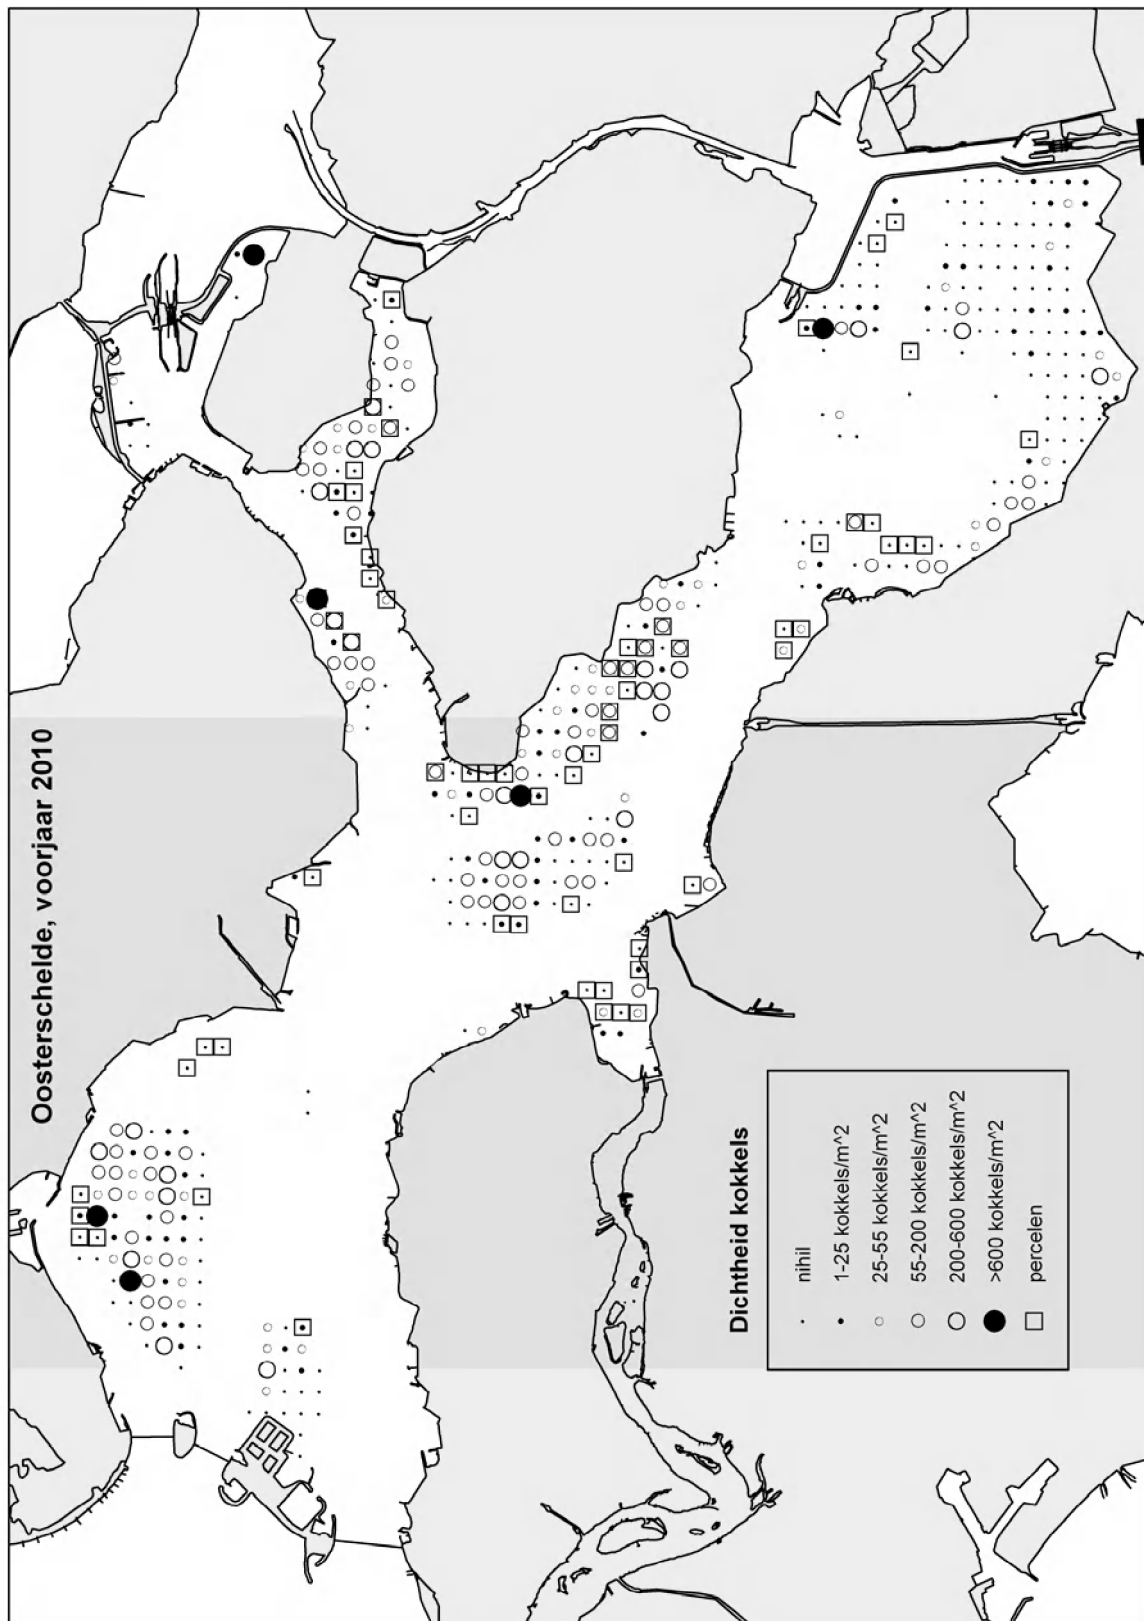 Oosterschelde, voorjaar 2010
Dichtheid kokkels
nihil
1-25 kokkels/m^2
25-55 kokkels/m^2
55-200 kokkels/m^2
200-600 kokkels/m^2
>600 kokkels/m^2
percelen